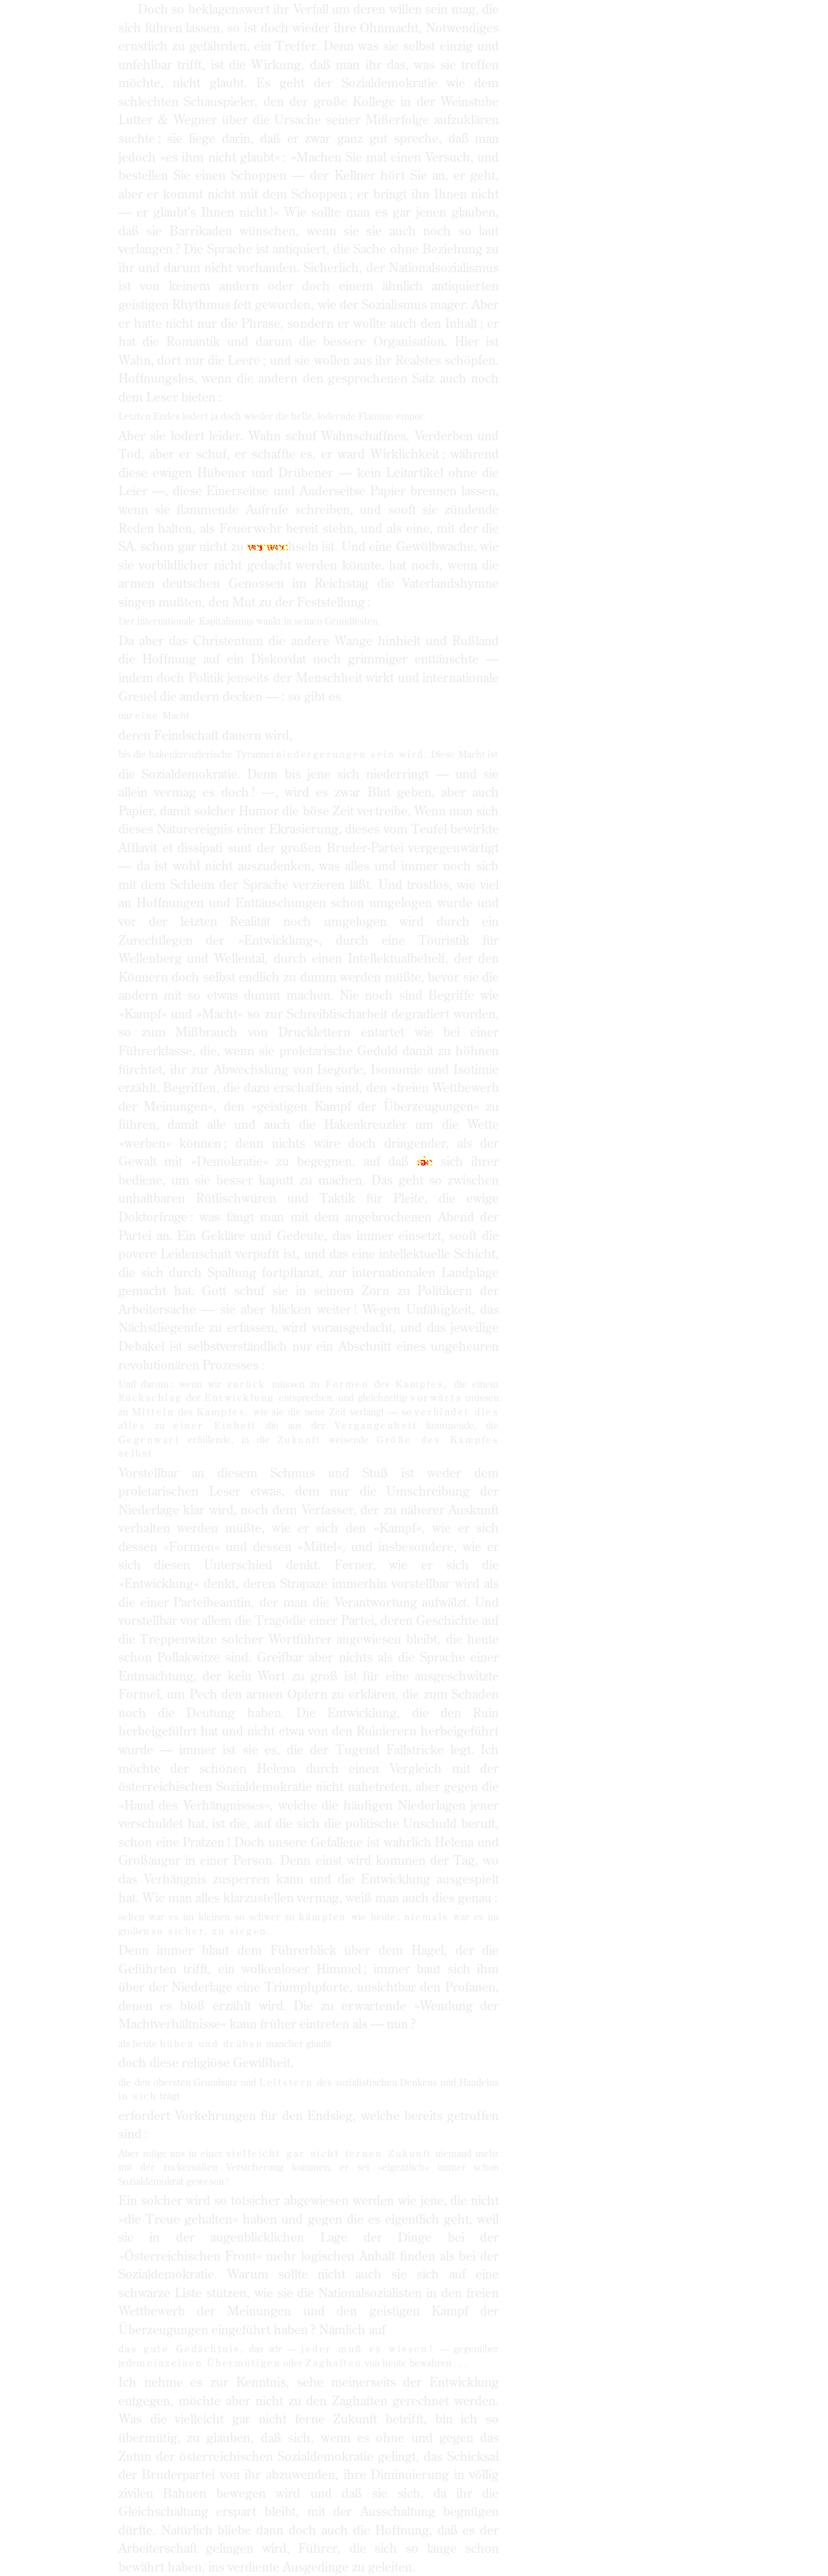 Doch so beklagenswert ihr Verfall um deren willen sein mag, die
sich führen lassen, so ist doch wieder ihre Ohnmacht, Notwendiges
ernstlich zu gefährden, ein Treffer. Denn was sie selbst einzig und
unfehlbar trifft, ist die Wirkung, daß man ihr das, was sie treffen
möchte, nicht glaubt. Es geht der Sozialdemokratie wie dem
schlechten Schauspieler, den der große Kollege in der Weinstube
Lutter & Wegner über die Ursache seiner Mißerfolge aufzuklären
suchte ; sie liege darin, daß er zwar ganz gut spreche, daß man
jedoch »es ihm nicht glaubt« : »Machen Sie mal einen Versuch, und
bestellen Sie einen Schoppen — der Kellner hört Sie an, er geht,
aber er kommt nicht mit dem Schoppen ; er bringt ihn Ihnen nicht
— er glaubt's Ihnen nicht !« Wie sollte man es gar jenen glauben,
daß sie Barrikaden wünschen, wenn sie sie auch noch so laut
verlangen ? Die Sprache ist antiquiert, die Sache ohne Beziehung zu
ihr und darum nicht vorhanden. Sicherlich, der Nationalsozialismus
ist von keinem andern oder doch einem ähnlich antiquierten
geistigen Rhythmus fett geworden, wie der Sozialismus mager. Aber
er hatte nicht nur die Phrase, sondern er wollte auch den Inhalt ; er
hat die Romantik und darum die bessere Organisation. Hier ist
Wahn, dort nur die Leere ; und sie wollen aus ihr Realstes schöpfen.
Hoffnungslos, wenn die andern den gesprochenen Satz auch noch
dem Leser bieten :
Letzten Endes lodert ja doch wieder die helle, lodernde Flamme empor.
Aber sie lodert leider. Wahn schuf Wahnschaffnes, Verderben und
Tod, aber er schuf, er schaffte es, er ward Wirklichkeit ; während
diese ewigen Hübener und Drübener — kein Leitartikel ohne die
Leier —, diese Einerseitse und Anderseitse Papier brennen lassen,
wenn sie flammende Aufrufe schreiben, und sooft sie zündende
Reden halten, als Feuerwehr bereit stehn, und als eine, mit der die
SA. schon gar nicht zu verwechseln ist. Und eine Gewölbwache, wie
sie vorbildlicher nicht gedacht werden könnte, hat noch, wenn die
armen deutschen Genossen im Reichstag die Vaterlandshymne
singen mußten, den Mut zu der Feststellung :
Der internationale Kapitalismus wankt in seinen Grundfesten.
Da aber das Christentum die andere Wange hinhielt und Rußland
die Hoffnung auf ein Diskordat noch grimmiger enttäuschte —
indem doch Politik jenseits der Menschheit wirkt und internationale
Greuel die andern decken — : so gibt es
nur eine Macht
deren Feindschaft dauern wird,
bis die hakenkreuzlerische Tyrannei niedergerungen sein wird. Diese Macht ist
die Sozialdemokratie. Denn bis jene sich niederringt — und sie
allein vermag es doch ! —, wird es zwar Blut geben, aber auch
Papier, damit solcher Humor die böse Zeit vertreibe. Wenn man sich
dieses Naturereignis einer Ekrasierung, dieses vom Teufel bewirkte
Afflavit et dissipati sunt der großen Bruder-Partei vergegenwärtigt
— da ist wohl nicht auszudenken, was alles und immer noch sich
mit dem Schleim der Sprache verzieren läßt. Und trostlos, wie viel
an Hoffnungen und Enttäuschungen schon umgelogen wurde und
vor der letzten Realität noch umgelogen wird durch ein
Zurechtlegen der »Entwicklung«, durch eine Touristik für
Wellenberg und Wellental, durch einen Intellektualbehelf, der den
Könnern doch selbst endlich zu dumm werden müßte, bevor sie die
andern mit so etwas dumm machen. Nie noch sind Begriffe wie
»Kampf« und »Macht« so zur Schreibtischarbeit degradiert worden,
so zum Mißbrauch von Drucklettern entartet wie bei einer
Führerklasse, die, wenn sie proletarische Geduld damit zu höhnen
fürchtet, ihr zur Abwechslung von Isegorie, Isonomie und Isotimie
erzählt, Begriffen, die dazu erschaffen sind, den »freien Wettbewerb
der Meinungen«, den »geistigen Kampf der Überzeugungen« zu
führen, damit alle und auch die Hakenkreuzler um die Wette
»werben« können ; denn nichts wäre doch dringender, als der
Gewalt mit »Demokratie« zu begegnen, auf daß sie sich ihrer
bediene, um sie besser kaputt zu machen. Das geht so zwischen
unhaltbaren Rütlischwüren und Taktik für Pleite, die ewige
Doktorfrage : was fängt man mit dem angebrochenen Abend der
Partei an. Ein Gekläre und Gedeute, das immer einsetzt, sooft die
povere Leidenschaft verpufft ist, und das eine intellektuelle Schicht,
die sich durch Spaltung fortpflanzt, zur internationalen Landplage
gemacht hat. Gott schuf sie in seinem Zorn zu Politikern der
Arbeitersache — sie aber blicken weiter ! Wegen Unfähigkeit, das
Nächstliegende zu erfassen, wird vorausgedacht, und das jeweilige
Debakel ist selbstverständlich nur ein Abschnitt eines ungeheuren
revolutionären Prozesses :
Und darum : wenn wir zurück müssen zu Formen des Kampfes, die einem
Rückschlag der Entwicklung entsprechen, und gleichzeitig vorwärts müssen
zu Mitteln des Kampfes, wie sie die neue Zeit verlangt — so verbindet dies
alles zu einer Einheit die aus der Vergangenheit kommende, die
Gegenwart erfüllende, in die Zukunft weisende Größe des Kampfes
selbst.
Vorstellbar an diesem Schmus und Stuß ist weder dem
proletarischen Leser etwas, dem nur die Umschreibung der
Niederlage klar wird, noch dem Verfasser, der zu näherer Auskunft
verhalten werden müßte, wie er sich den »Kampf«, wie er sich
dessen »Formen« und dessen »Mittel«, und insbesondere, wie er
sich diesen Unterschied denkt. Ferner, wie er sich die
»Entwicklung« denkt, deren Strapaze immerhin vorstellbar wird als
die einer Parteibeamtin, der man die Verantwortung aufwälzt. Und
vorstellbar vor allem die Tragödie einer Partei, deren Geschichte auf
die Treppenwitze solcher Wortführer angewiesen bleibt, die heute
schon Pollakwitze sind. Greifbar aber nichts als die Sprache einer
Entmachtung, der kein Wort zu groß ist für eine ausgeschwitzte
Formel, um Pech den armen Opfern zu erklären, die zum Schaden
noch die Deutung haben. Die Entwicklung, die den Ruin
herbeigeführt hat und nicht etwa von den Ruinierern herbeigeführt
wurde — immer ist sie es, die der Tugend Fallstricke legt. Ich
möchte der schönen Helena durch einen Vergleich mit der
österreichischen Sozialdemokratie nicht nahetreten, aber gegen die
»Hand des Verhängnisses«, welche die häufigen Niederlagen jener
verschuldet hat, ist die, auf die sich die politische Unschuld beruft,
schon eine Pratzen ! Doch unsere Gefallene ist wahrlich Helena und
Großaugur in einer Person. Denn einst wird kommen der Tag, wo
das Verhängnis zusperren kann und die Entwicklung ausgespielt
hat. Wie man alles klarzustellen vermag, weiß man auch dies genau :
selten war es im kleinen so schwer zu kämpfen wie heute ; niemals war es im
großen so sicher, zu siegen.
Denn immer blaut dem Führerblick über dem Hagel, der die
Geführten trifft, ein wolkenloser Himmel ; immer baut sich ihm
über der Niederlage eine Triumphpforte, unsichtbar den Profanen,
denen es bloß erzählt wird. Die zu erwartende »Wendung der
Machtverhältnisse« kann früher eintreten als — nun ?
als heute hüben und drüben mancher glaubt
doch diese religiöse Gewißheit,
die den obersten Grundsatz und Leitstern des sozialistischen Denkens und Handelns
in sich trägt
erfordert Vorkehrungen für den Endsieg, welche bereits getroffen
sind :
Aber möge uns in einer vielleicht gar nicht fernen Zukunft niemand mehr
mit der zuckersüßen Versicherung kommen, er sei »eigentlich« immer schon
Sozialdemokrat gewesen !
Ein solcher wird so totsicher abgewiesen werden wie jene, die nicht
»die Treue gehalten« haben und gegen die es eigentlich geht, weil
sie in der augenblicklichen Lage der Dinge bei der
»Österreichischen Front« mehr logischen Anhalt finden als bei der
Sozialdemokratie. Warum sollte nicht auch sie sich auf eine
schwarze Liste stützen, wie sie die Nationalsozialisten in den freien
Wettbewerb der Meinungen und den geistigen Kampf der
Überzeugungen eingeführt haben ? Nämlich auf
das gute Gedächtnis, das wir — jeder muß es wissen ! — gegenüber
jedem einzelnen Übermütigen oder Zaghaften von heute bewahren . . .
Ich nehme es zur Kenntnis, sehe meinerseits der Entwicklung
entgegen, möchte aber nicht zu den Zaghaften gerechnet werden.
Was die vielleicht gar nicht ferne Zukunft betrifft, bin ich so
übermütig, zu glauben, daß sich, wenn es ohne und gegen das
Zutun der österreichischen Sozialdemokratie gelingt, das Schicksal
der Bruderpartei von ihr abzuwenden, ihre Diminuierung in völlig
zivilen Bahnen bewegen wird und daß sie sich, da ihr die
Gleichschaltung erspart bleibt, mit der Ausschaltung begnügen
dürfte. Natürlich bliebe dann doch auch die Hoffnung, daß es der
Arbeiterschaft gelingen wird, Führer, die sich so lange schon
bewährt haben, ins verdiente Ausgedinge zu geleiten.